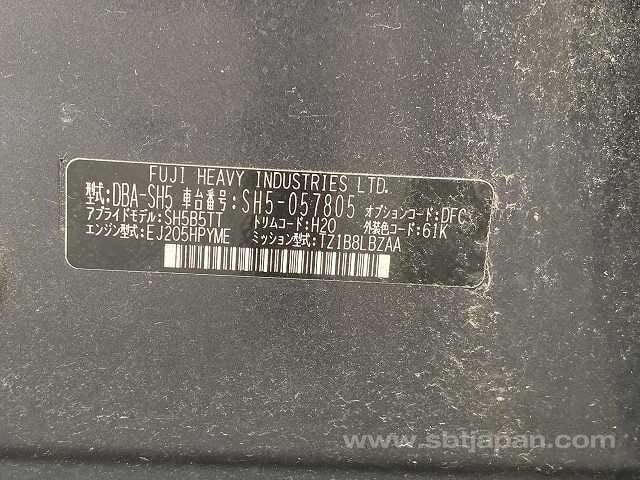 FUJI HEAVY INDUSTRIES LTD.
型式:DBA-SH5 車台番号:SH5-057805 オプションコード:DFC
アプライドモデル:SH5B5TT トリムコード:H20 外装色コード:61K
エンジン型式:EJ205HPYME ミッション型式:TZ1B8LBZAA
www.sbtjapan.com/